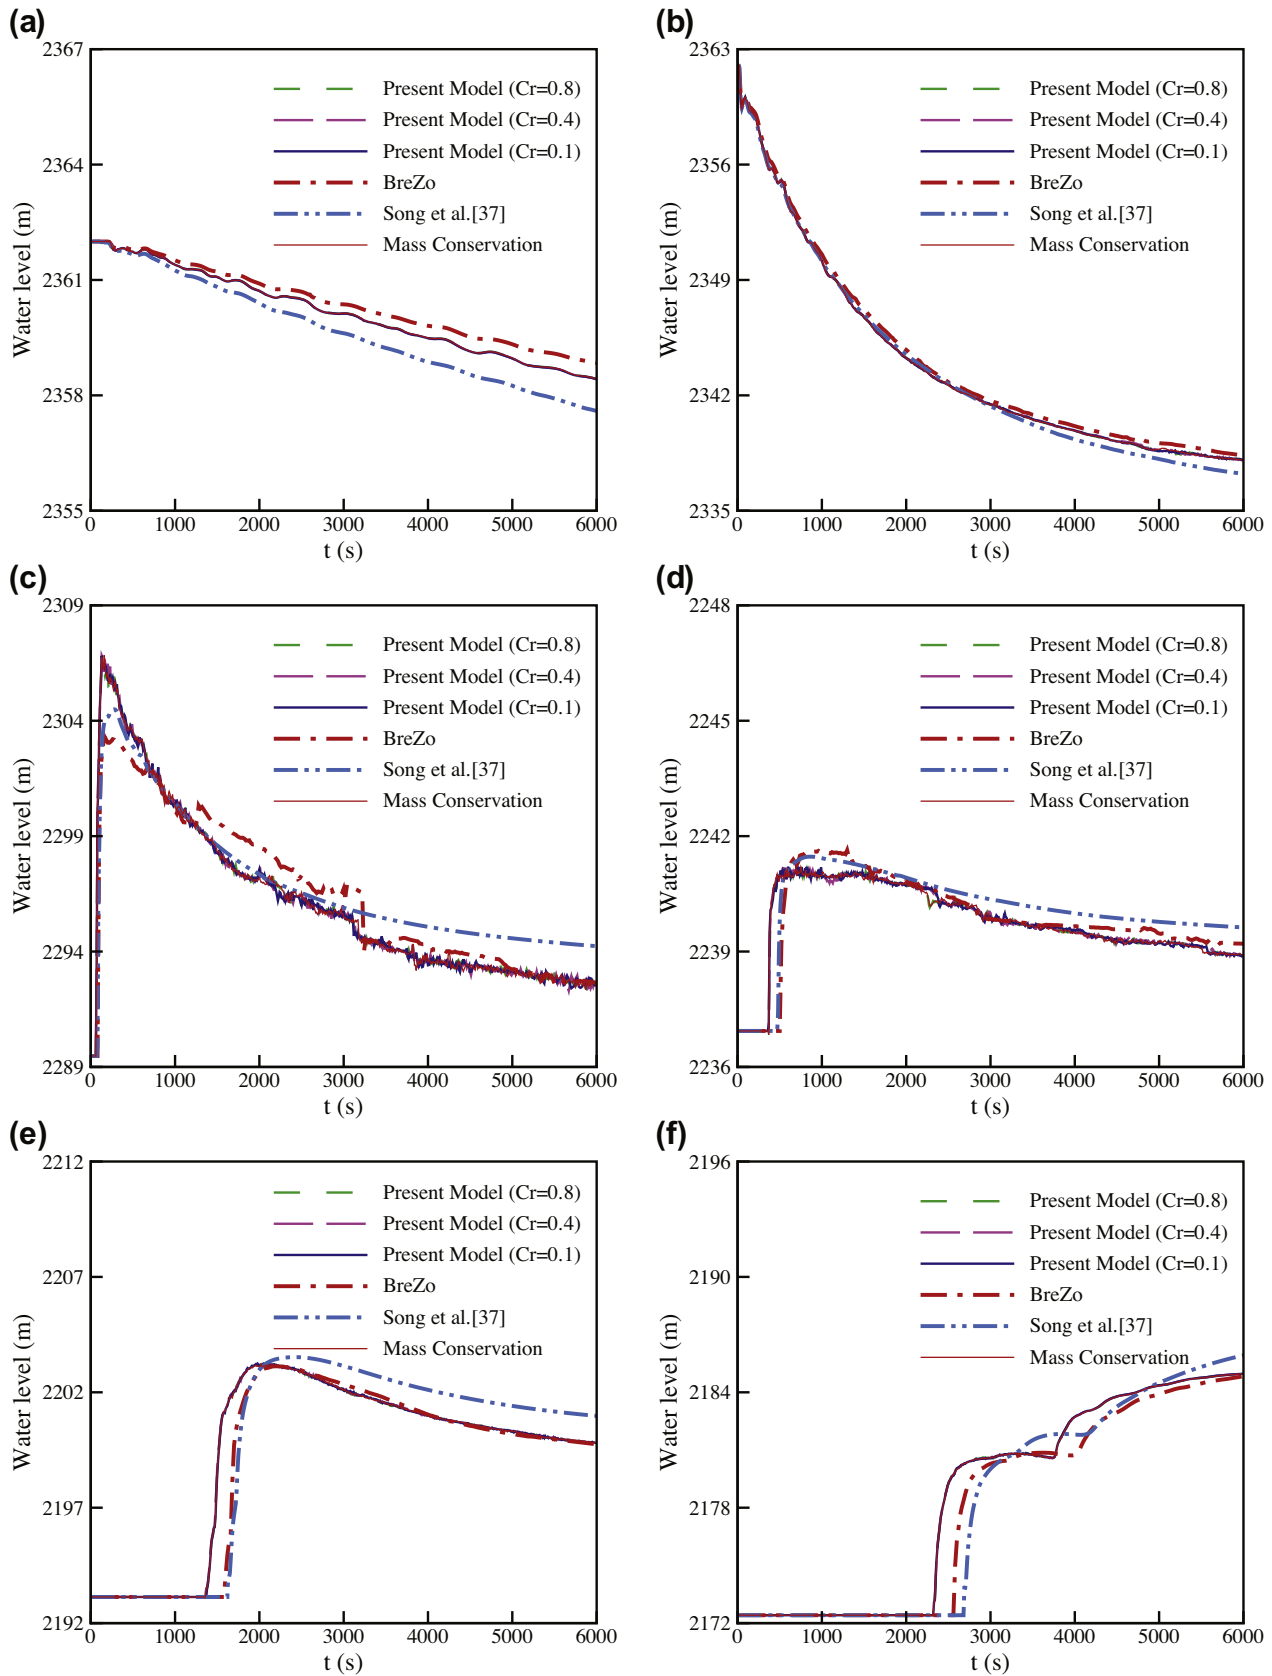 (a)
2367
2364
2361
2358
2355
Water level (m)
Present Model (Cr=0.8)
Present Model (Cr=0.4)
Present Model (Cr=0.1)
BreZo
Song et al.[37]
Mass Conservation
0 1000 2000 3000 4000 5000 6000
t (s)
(b)
2363
2356
2349
2342
2335
Water level (m)
Present Model (Cr=0.8)
Present Model (Cr=0.4)
Present Model (Cr=0.1)
BreZo
Song et al.[37]
Mass Conservation
0 1000 2000 3000 4000 5000 6000
t (s)
(c)
2309
2304
2299
2294
2289
Water level (m)
Present Model (Cr=0.8)
Present Model (Cr=0.4)
Present Model (Cr=0.1)
BreZo
Song et al.[37]
Mass Conservation
0 1000 2000 3000 4000 5000 6000
t (s)
(d)
2248
2245
2242
2239
2236
Water level (m)
Present Model (Cr=0.8)
Present Model (Cr=0.4)
Present Model (Cr=0.1)
BreZo
Song et al.[37]
Mass Conservation
0 1000 2000 3000 4000 5000 6000
t (s)
(e)
2212
2207
2202
2197
2192
Water level (m)
Present Model (Cr=0.8)
Present Model (Cr=0.4)
Present Model (Cr=0.1)
BreZo
Song et al.[37]
Mass Conservation
0 1000 2000 3000 4000 5000 6000
t (s)
(f)
2196
2190
2184
2178
2172
Water level (m)
Present Model (Cr=0.8)
Present Model (Cr=0.4)
Present Model (Cr=0.1)
BreZo
Song et al.[37]
Mass Conservation
0 1000 2000 3000 4000 5000 6000
t (s)